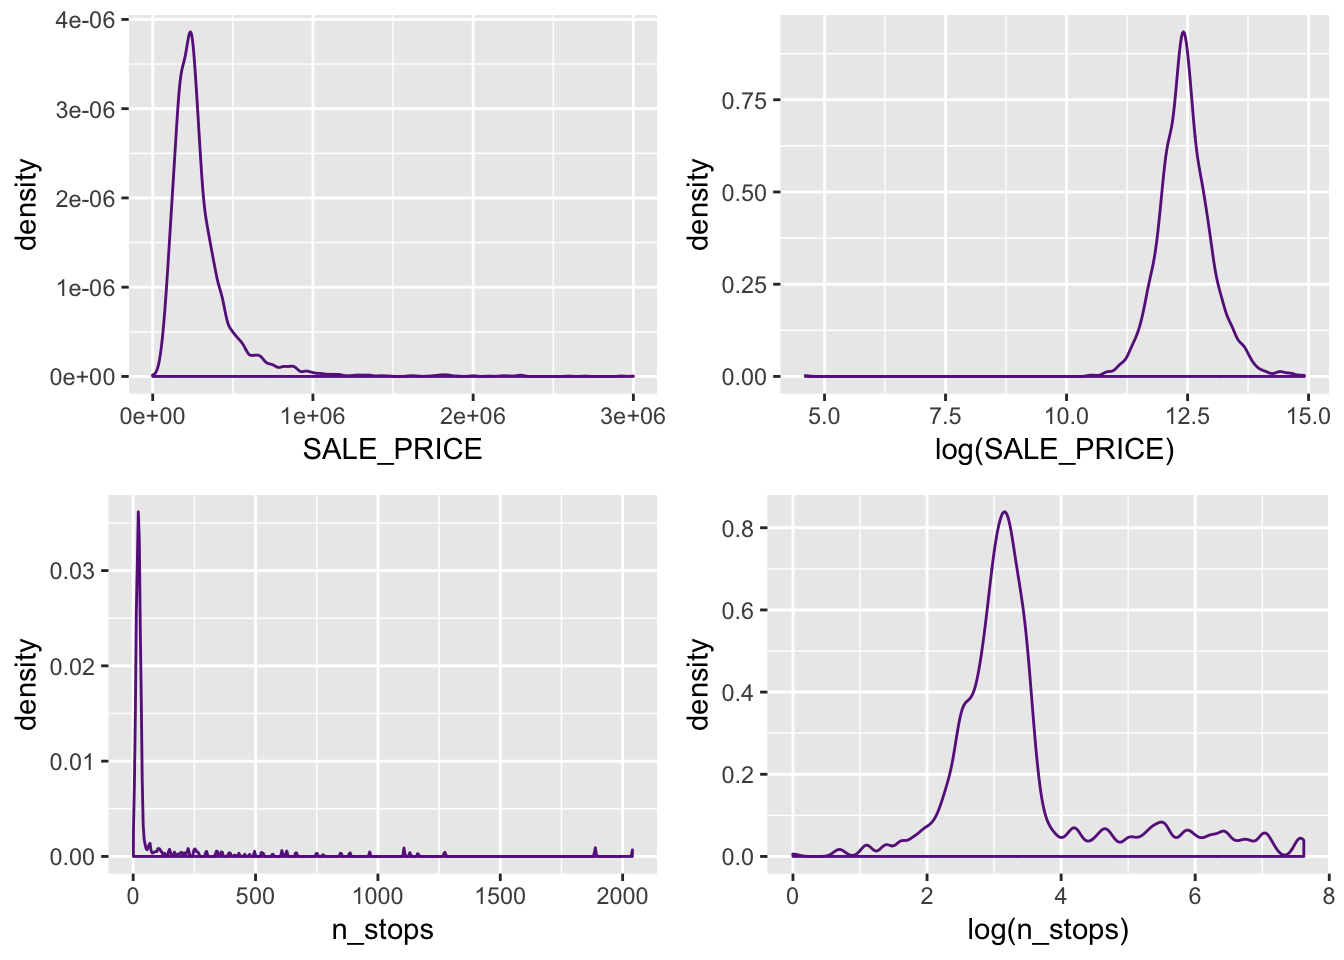 4e-06
3e-06
2e-06
1e-06
0e+00
density
0e+00 1e+06 2e+06 3e+06
SALE_PRICE
0.75
0.50
0.25
0.00
density
5.0 7.5 10.0 12.5 15.0
log(SALE_PRICE)
0.03
0.02
0.01
0.00
density
0 500 1000 1500 2000
n_stops
0.8
0.6
0.4
0.2
0.0
density
0 2 4 6 8
log(n_stops)